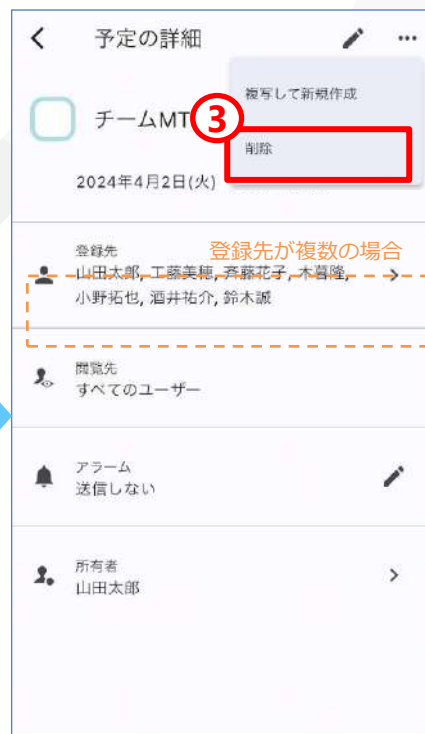 予定の詳細
複写して新規作成
チームMT
③
削除
2024年4月2日(火)
登録先
登録先が複数の場合
山田太郎, 工藤美穂, 斉藤花子, 木暮隆,
小野拓也, 酒井祐介, 鈴木誠
閲覧先
すべてのユーザー
アラーム
送信しない
所有者
山田太郎